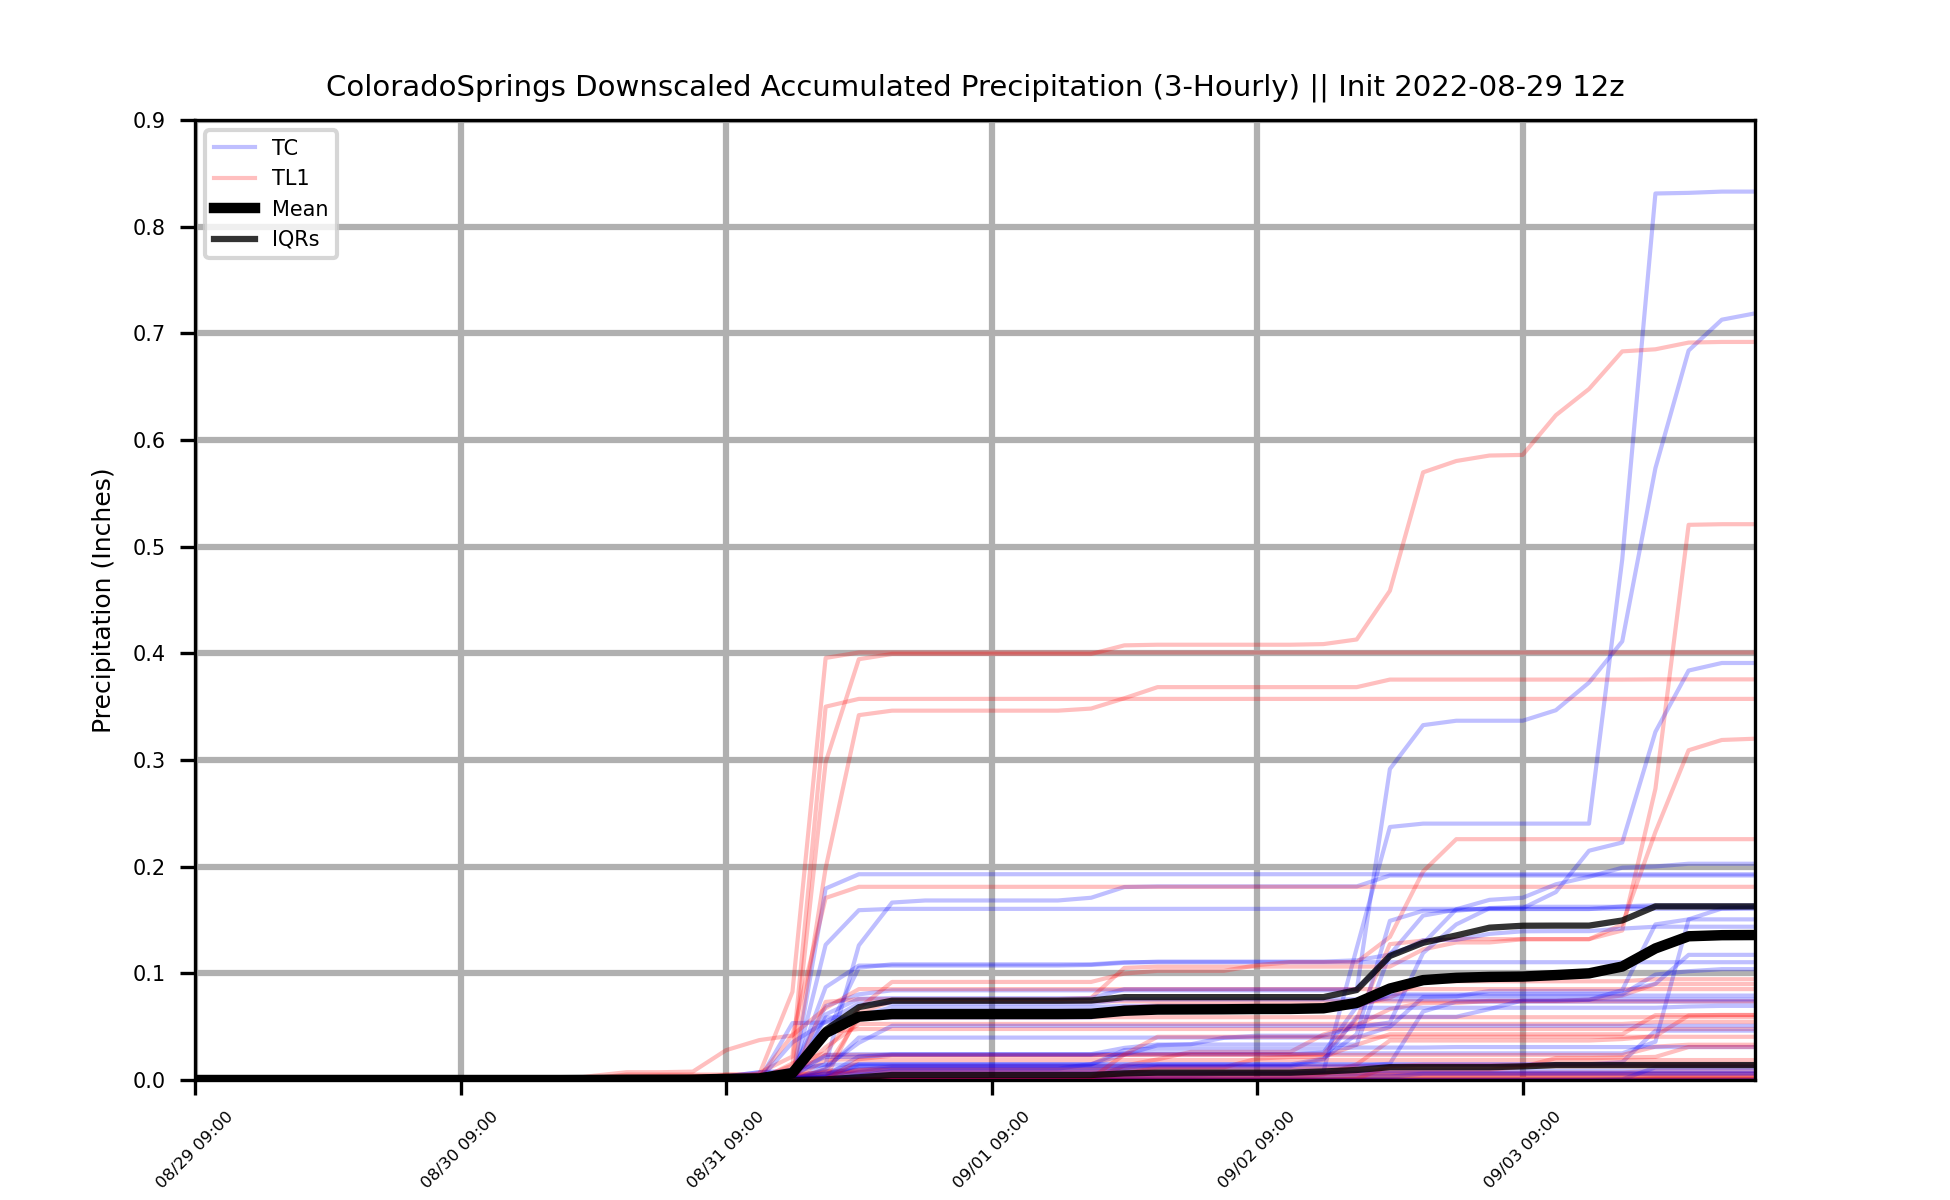 ColoradoSprings Downscaled Accumulated Precipitation (3-Hourly) || Init 2022-08-29 12z
Precipitation (Inches)
0.9
0.8
0.7
0.6
0.5
0.4
0.3
0.2
0.1
0.0
TC
TL1
Mean
IQRs
08/29 09:00
08/30 09:00
08/31 09:00
09/01 09:00
09/02 09:00
09/03 09:00